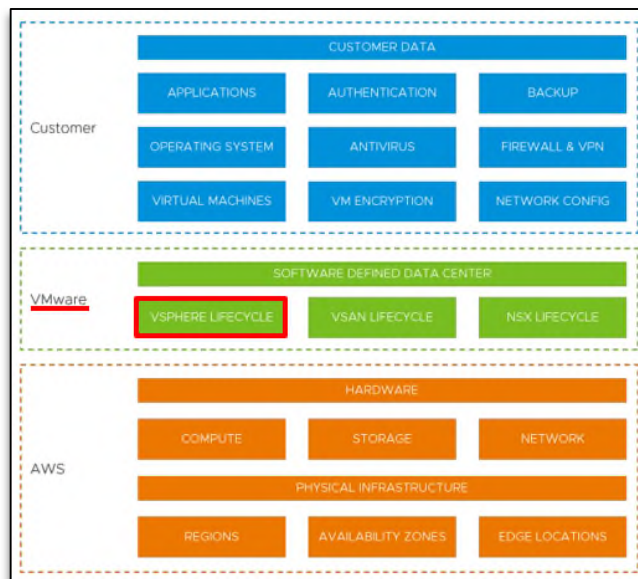 CUSTOMER DATA
Customer
APPLICATIONS
AUTHENTICATION
BACKUP
OPERATING SYSTEM
ANTIVIRUS
FIREWALL & VPN
VIRTUAL MACHINES
VM ENCRYPTION
NETWORK CONFIG
VMware
SOFTWARE DEFINED DATA CENTER
VSPHERE LIFECYCLE
VSAN LIFECYCLE
NSX LIFECYCLE
AWS
HARDWARE
COMPUTE
STORAGE
NETWORK
PHYSICAL INFRASTRUCTURE
REGIONS
AVAILABILITY ZONES
EDGE LOCATIONS